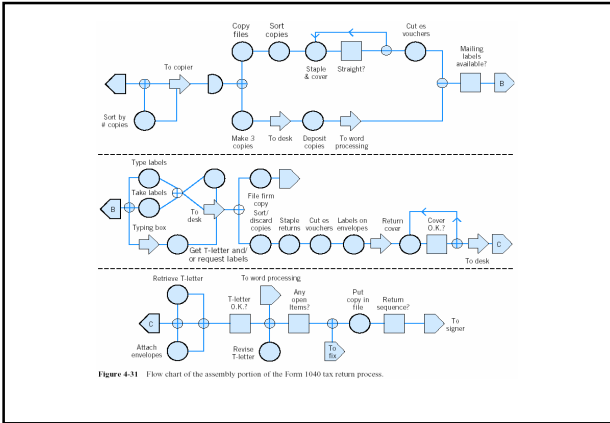 Copy
files
Sort
copies
Cut es
vouchers
Mailing
labels
available?
To copier
Staple
& cover
Straight?
B
Sort by
# copies
Make 3
copies
To desk
Deposit
copies
To word
processing
Type labels
Take labels
File firm
copy
B
To
desk
Sort/
discard
copies
Staple
returns
Cut es
vouchers
Labels on
envelopes
Return
cover
Cover
O.K.?
Typing box
C
Get T-letter and/
or request labels
To desk
Retrieve T-letter
To word processing
T-letter
O.K.?
Any
open
Items?
Put
copy in
file
Return
sequence?
C
To
signer
Attach
envelopes
Revise
T-letter
To
fix
Figure 4-31 Flow chart of the assembly portion of the Form 1040 tax return process.